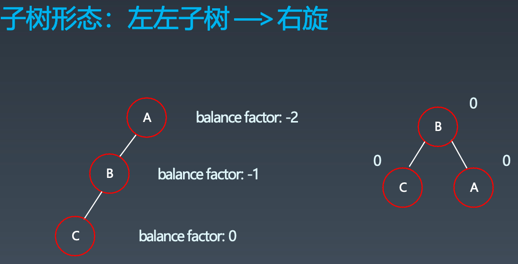 子树形态：左左子树 —> 右旋
A
balance factor: -2
B
balance factor: -1
C
balance factor: 0
0
B
0
0
C
A